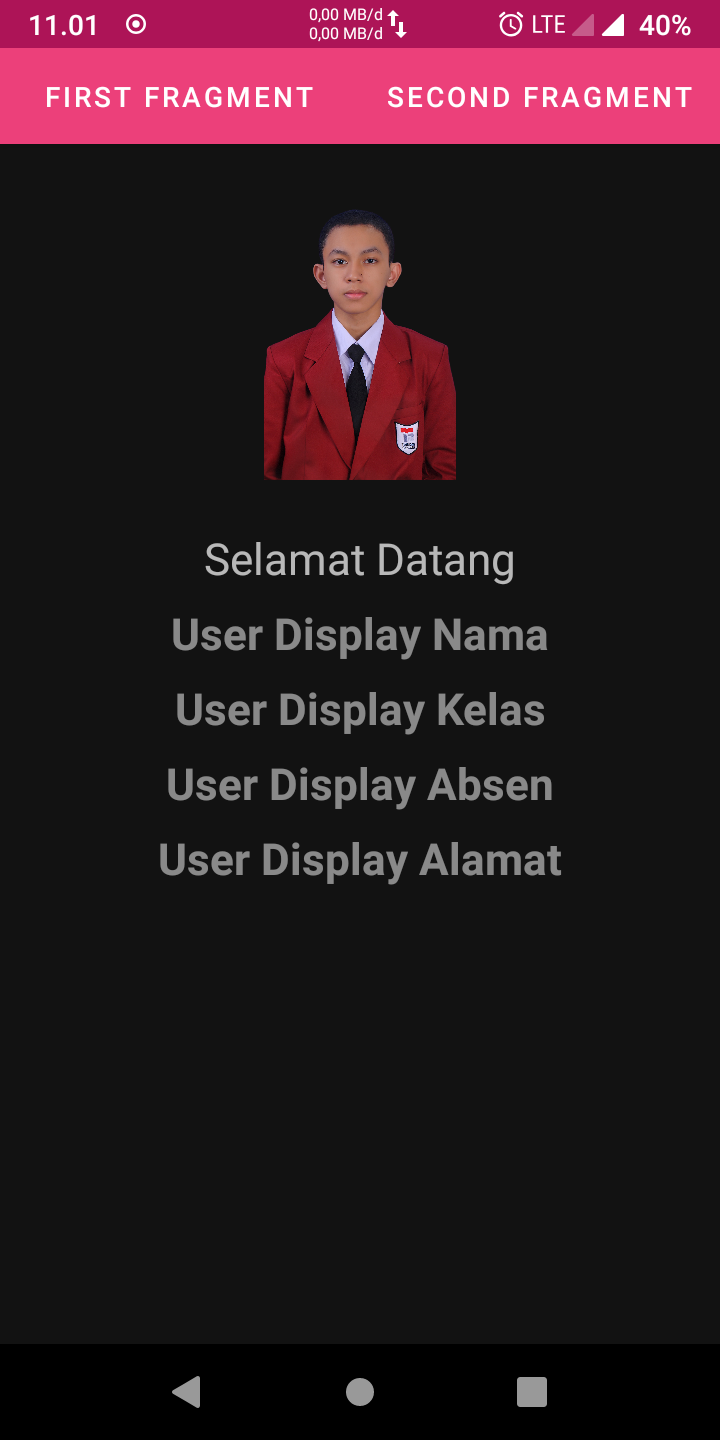 11.01
0,00 MB/d
0,00 MB/d
LTE
40%
FIRST FRAGMENT
SECOND FRAGMENT
Selamat Datang
User Display Nama
User Display Kelas
User Display Absen
User Display Alamat